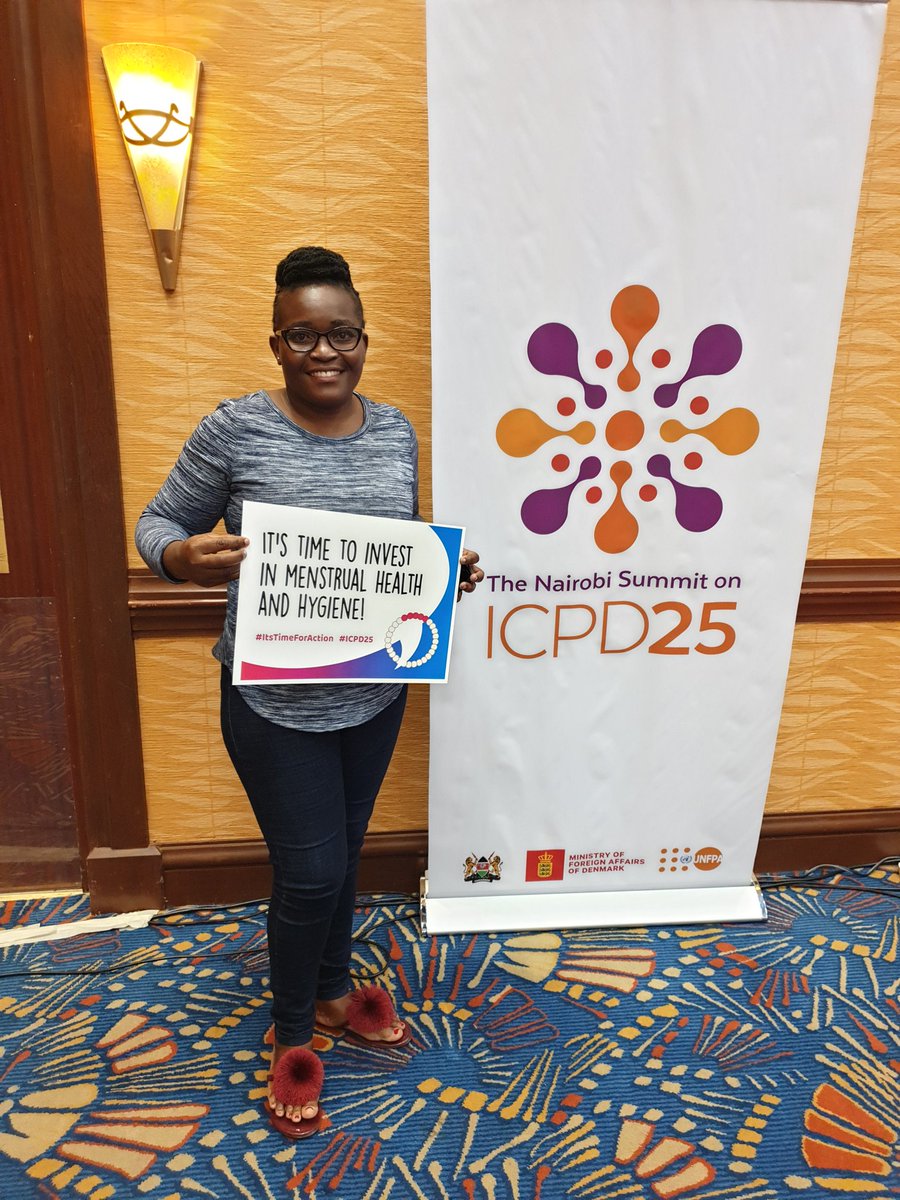 IT'S TIME TO INVEST
IN MENSTRUAL HEALTH
AND HYGIENE!
#ItsTimeForAction #ICPD25
The Nairobi Summit on
ICPD25
MINISTRY OF
FOREIGN AFFAIRS
OF DENMARK
UNFPA